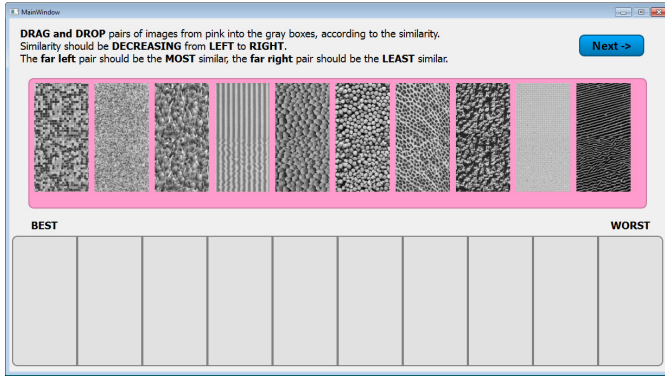 MainWindow
DRAG and DROP pairs of images from pink into the gray boxes, according to the similarity.
Similarity should be DECREASING from LEFT to RIGHT.
The far left pair should be the MOST similar, the far right pair should be the LEAST similar.
Next ->
BEST
WORST